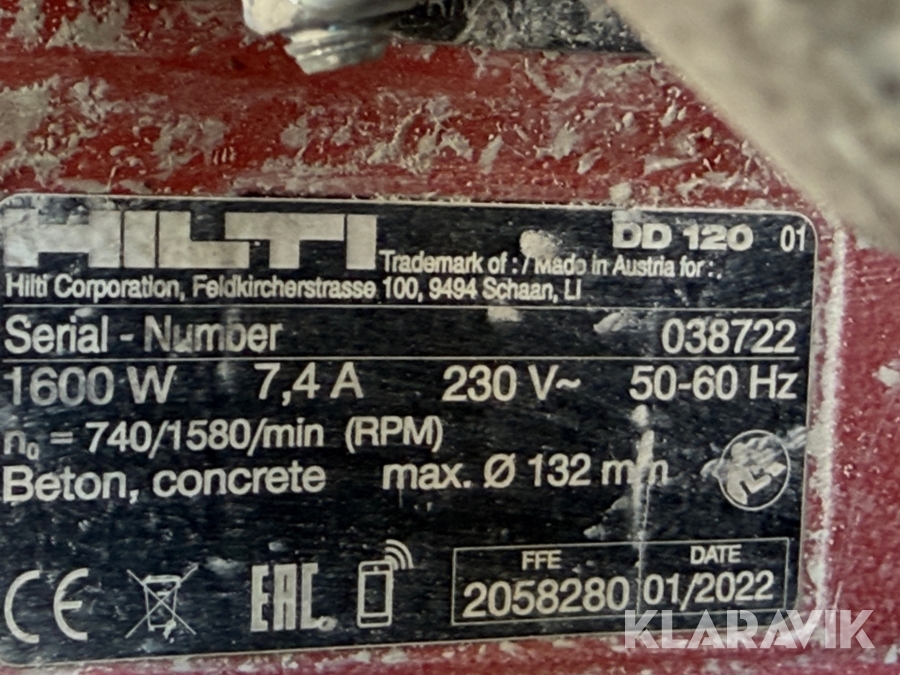 HILTI DD 120 01
Trademark of : / Made in Austria for : .
Hilti Corporation, Feldkircherstrasse 100, 9494 Schaan, LI
Serial - Number 038722
1600 W 7,4 A 230 V~ 50-60 Hz
n₀ = 740/1580/min (RPM)
Beton, concrete max. Ø 132 mm
CE EAC FFE DATE
2058280 01/2022
KLARAVIK